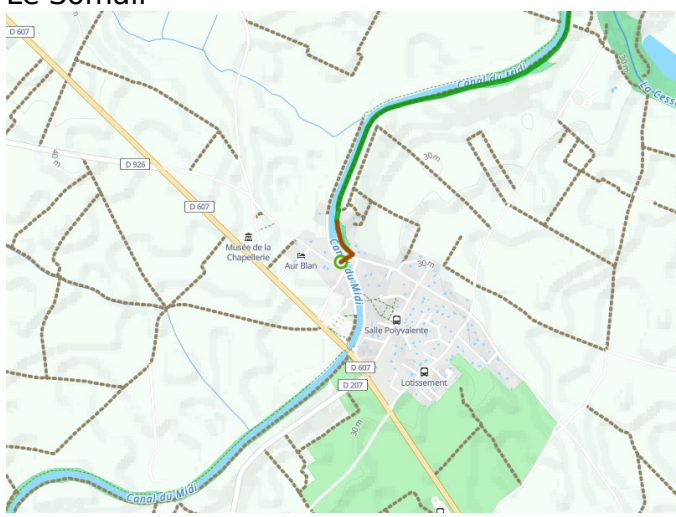 Le Somail
D 607
Canal du Midi
La Cesse
30 m
30 m
D 926
D 607
Musée de la
Chapellerie
Aur Blan
Canal du Midi
30 m
Salle Polyvalente
D 607
D 207
Lotissement
30 m
Canal du Midi